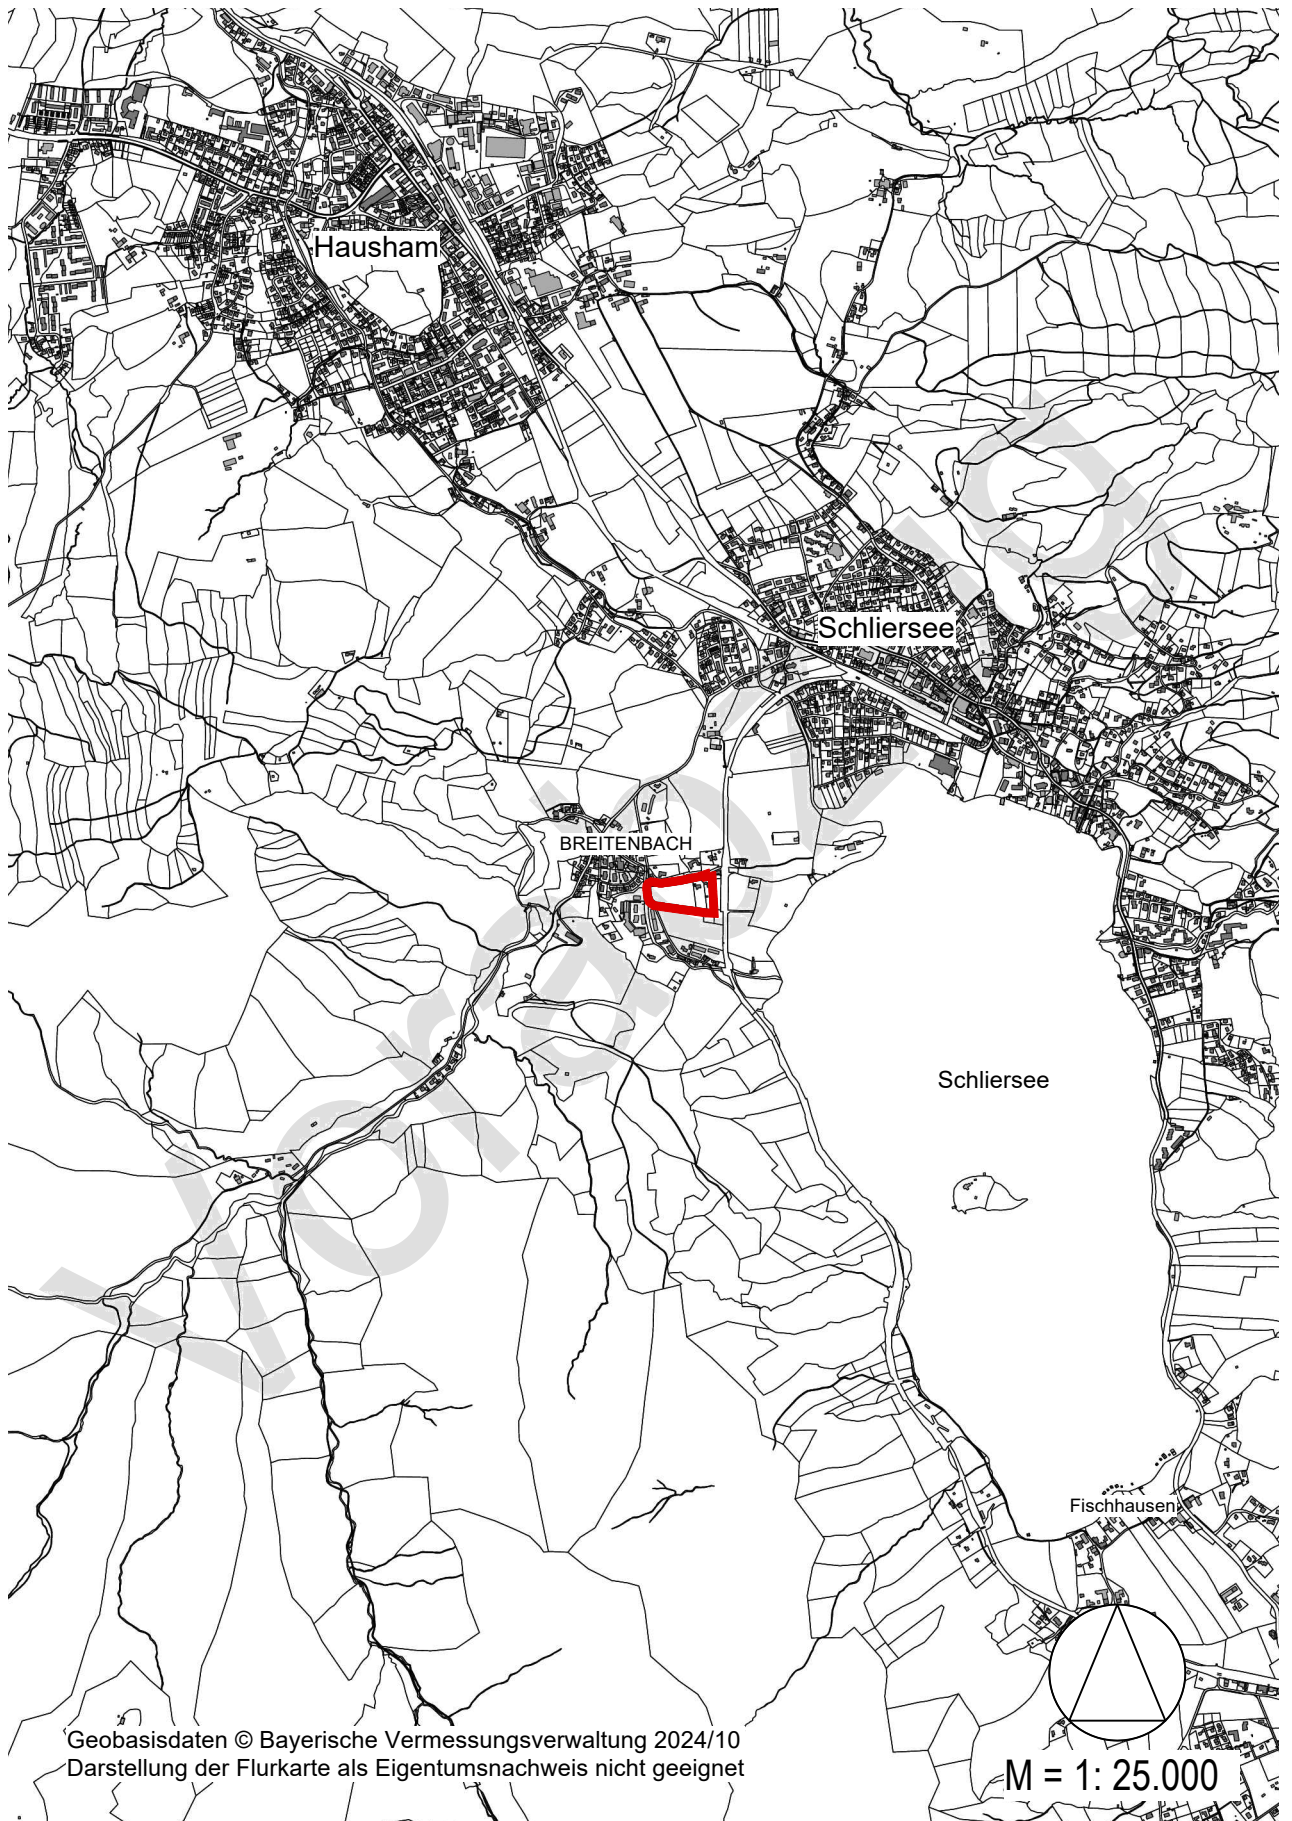 Hausham
Schliersee
BREITENBACH
Schliersee
Fischhausen
Geobasisdaten © Bayerische Vermessungsverwaltung 2024/10
Darstellung der Flurkarte als Eigentumsnachweis nicht geeignet
M = 1: 25.000
Vorabzug